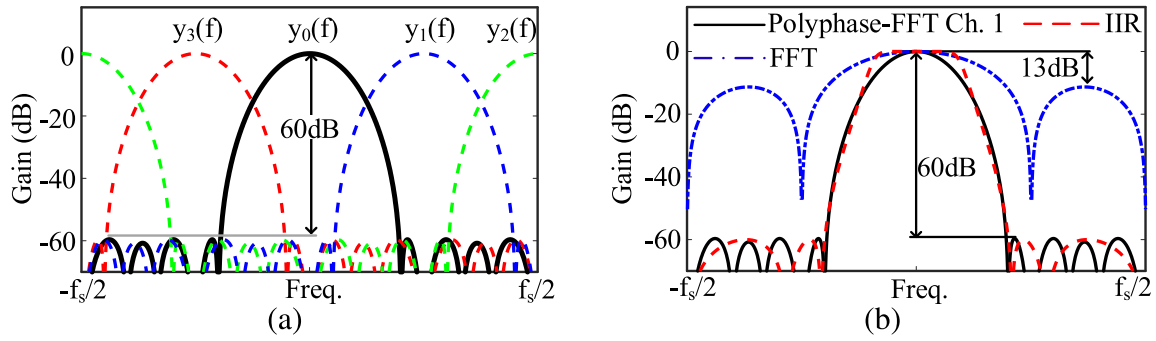 y3(f) y0(f) y1(f) y2(f)
0
-20
-40
-60
Gain (dB)
60dB
-fs/2 Freq. fs/2
(a)
Polyphase-FFT Ch. 1 IIR
FFT
0
-20
-40
-60
Gain (dB)
13dB
60dB
-fs/2 Freq. fs/2
(b)